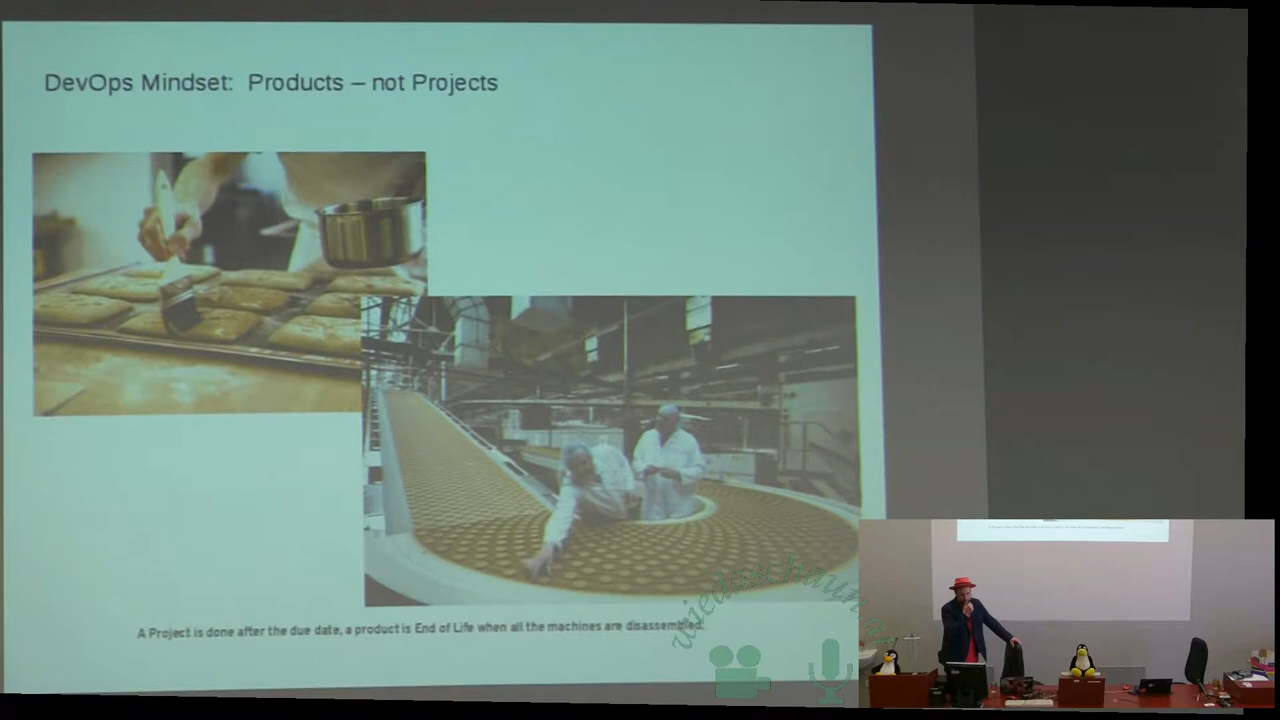 DevOps Mindset:  Products – not Projects
A Project is done after the due date, a product is End of Life when all the machines are disassembled.